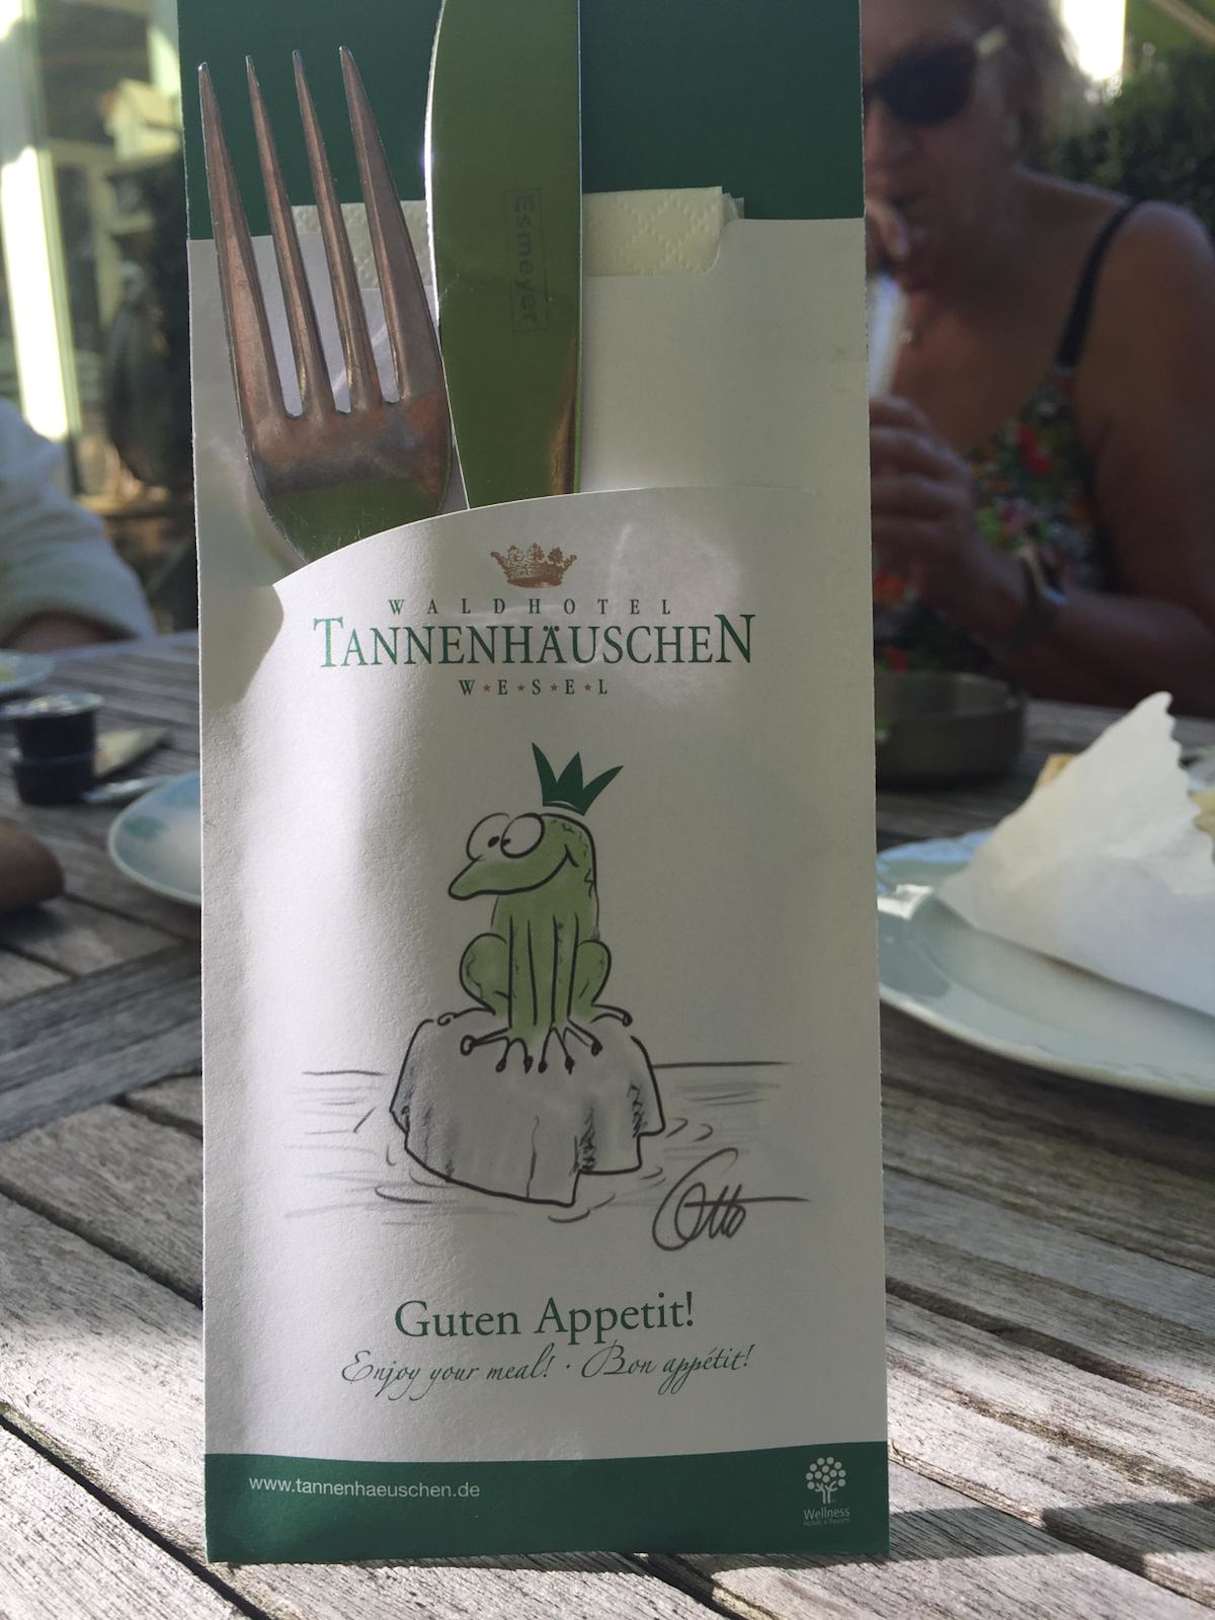 Esmeyer
WALDHOTEL
TANNENHÄUSCHEN
W★E★S★E★L
Otto
Guten Appetit!
Enjoy your meal! · Bon appétit!
www.tannenhaeuschen.de
Wellness